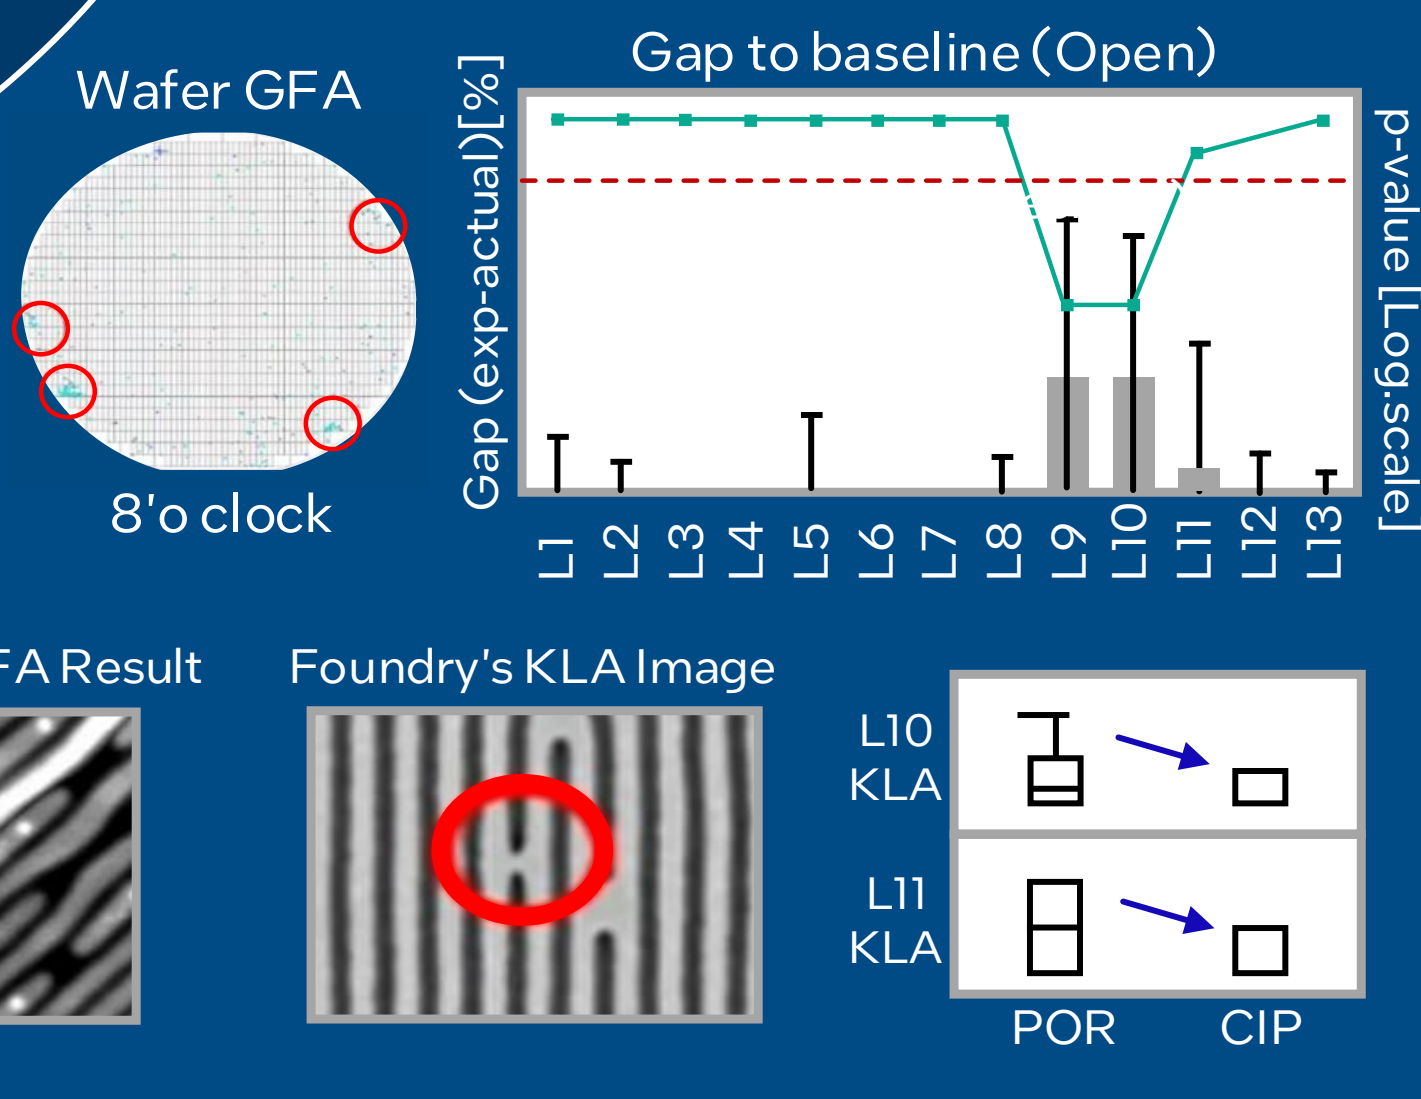 Wafer GFA
8'o clock
Gap to baseline (Open)
Gap (exp-actual)[%]
p-value [Log.scale]
L1 L2 L3 L4 L5 L6 L7 L8 L9 L10 L11 L12 L13
FA Result
Foundry's KLA Image
L10
KLA
L11
KLA
POR CIP